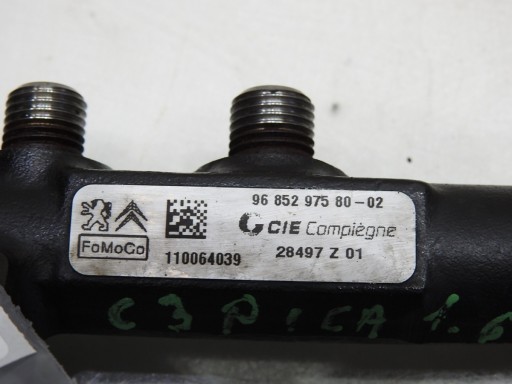 96 852 975 80-02
CIE Compiègne
FoMoCo
110064039
28497 Z 01
C3 PICA 1.6